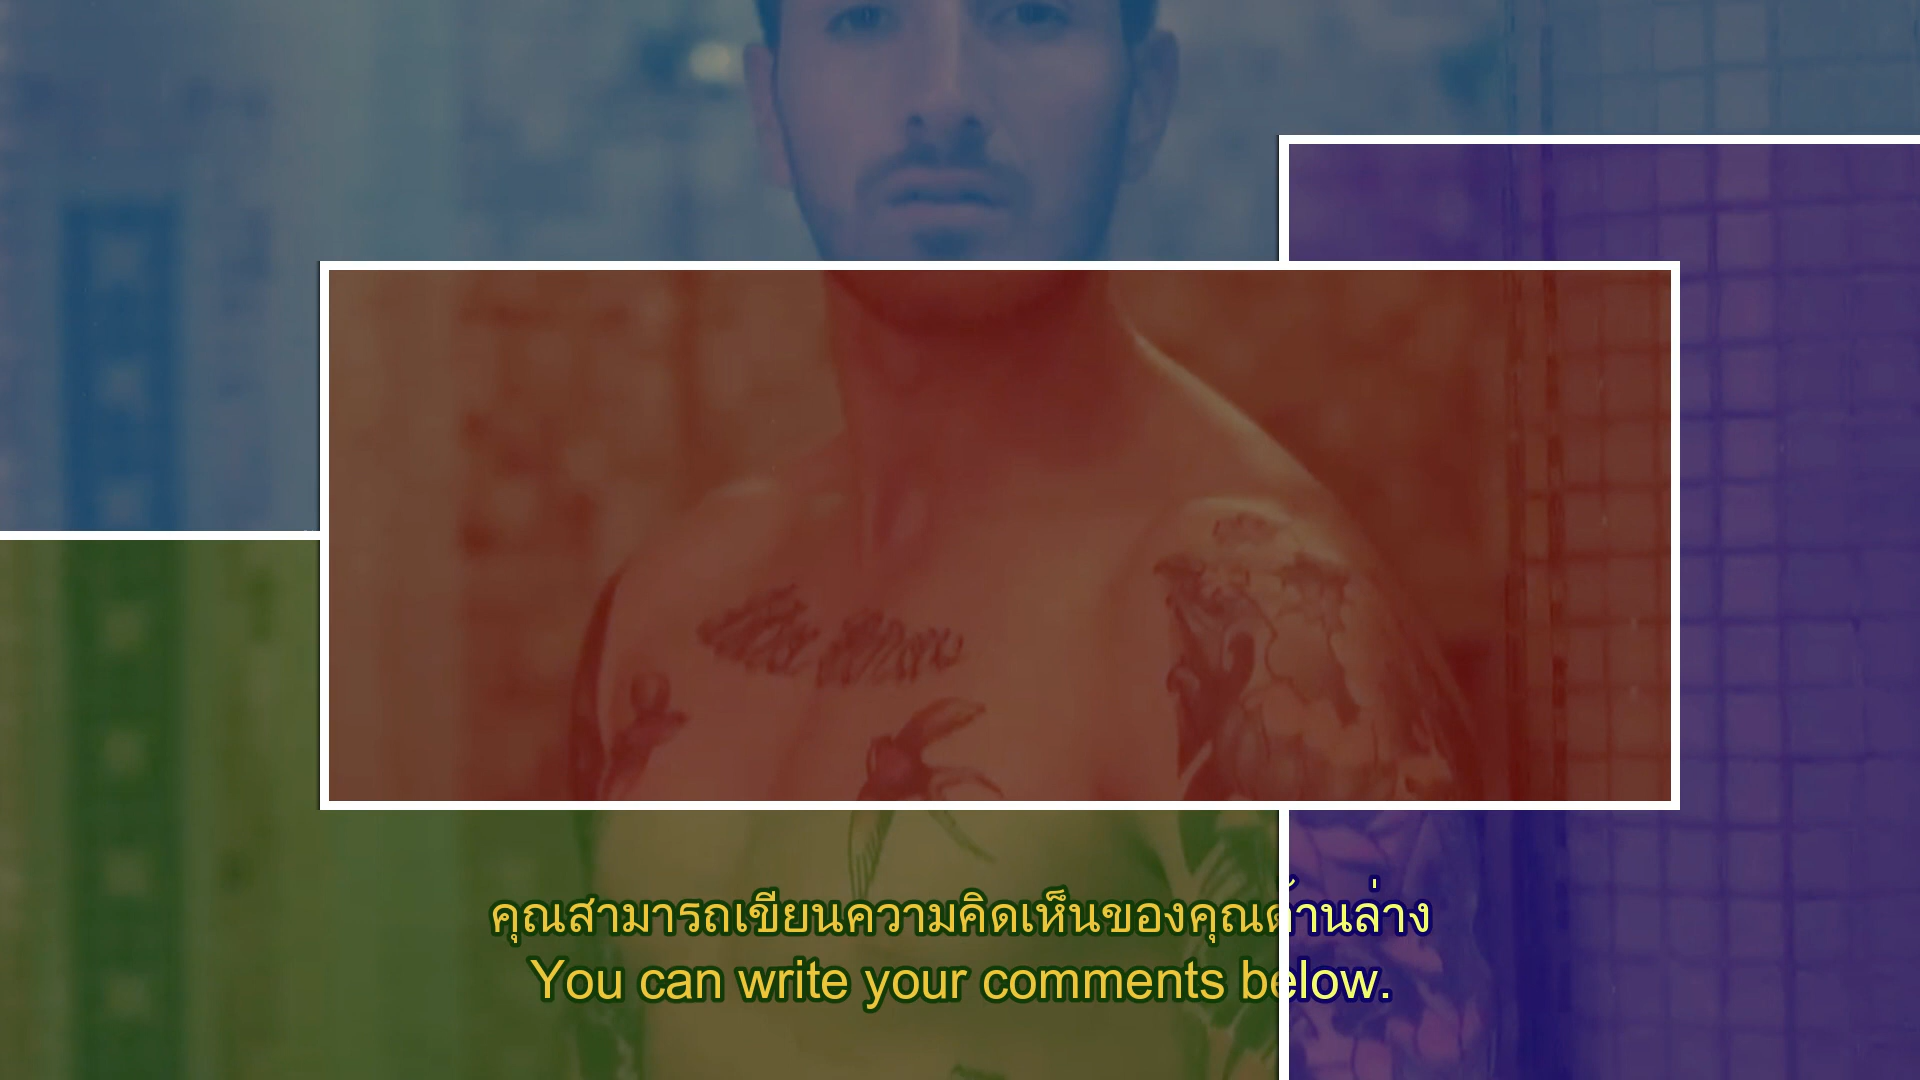 คุณสามารถเขียนความคิดเห็นของคุณด้านล่าง
You can write your comments below.